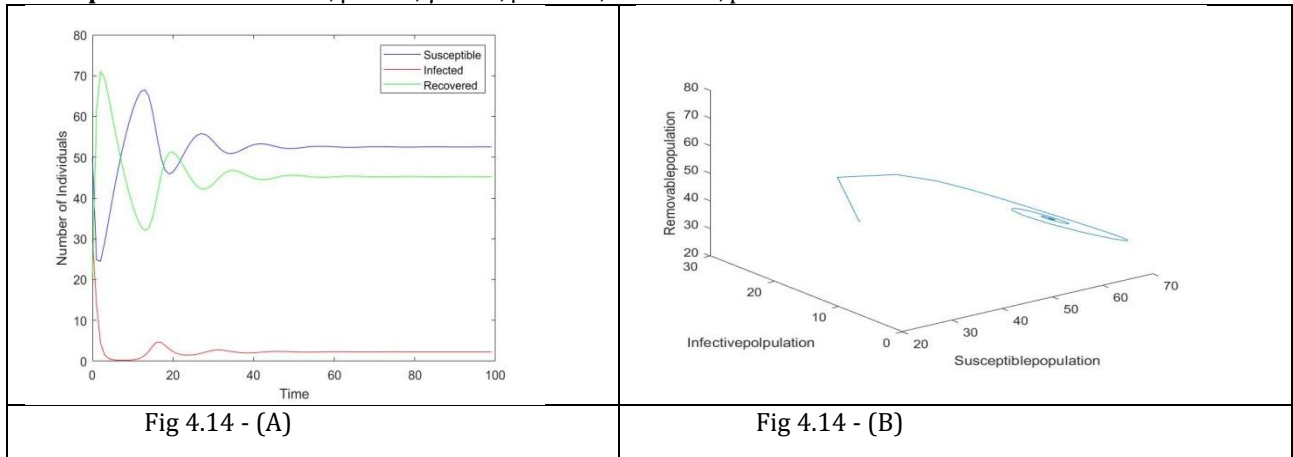 80
70
60
50
40
30
20
10
0
Number of Individuals
Susceptible
Infected
Recovered
0 20 40 60 80 100
Time
80
70
60
50
40
30
20
Removablepopulation
30
20
10
0
Infectivepolpulation
20 30 40 50 60 70
Susceptiblepopulation
Fig 4.14 - (A)
Fig 4.14 - (B)